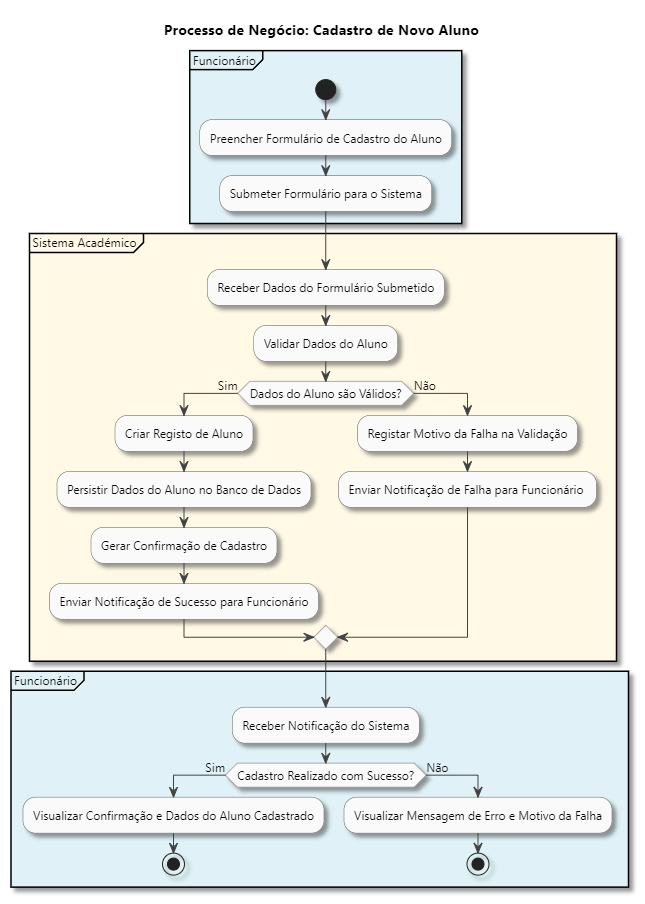 Processo de Negócio: Cadastro de Novo Aluno
Funcionário
Preencher Formulário de Cadastro do Aluno
Submeter Formulário para o Sistema
Sistema Académico
Receber Dados do Formulário Submetido
Validar Dados do Aluno
Sim
Dados do Aluno são Válidos?
Não
Criar Registo de Aluno
Registar Motivo da Falha na Validação
Persistir Dados do Aluno no Banco de Dados
Enviar Notificação de Falha para Funcionário
Gerar Confirmação de Cadastro
Enviar Notificação de Sucesso para Funcionário
Funcionário
Receber Notificação do Sistema
Sim
Cadastro Realizado com Sucesso?
Não
Visualizar Confirmação e Dados do Aluno Cadastrado
Visualizar Mensagem de Erro e Motivo da Falha